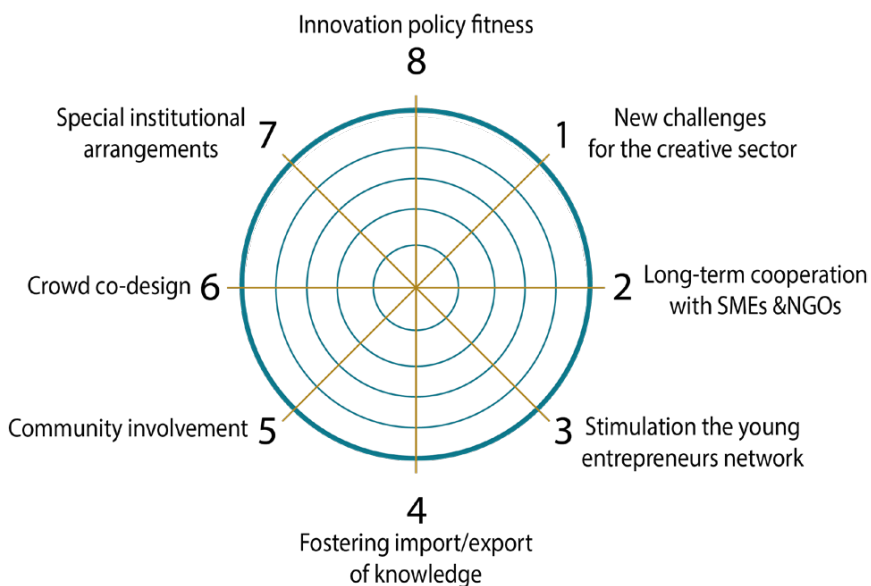 Innovation policy fitness
8
Special institutional
arrangements
7
1
New challenges
for the creative sector
Crowd co-design
6
2
Long-term cooperation
with SMEs &NGOs
Community involvement
5
3
Stimulation the young
entrepreneurs network
4
Fostering import/export
of knowledge